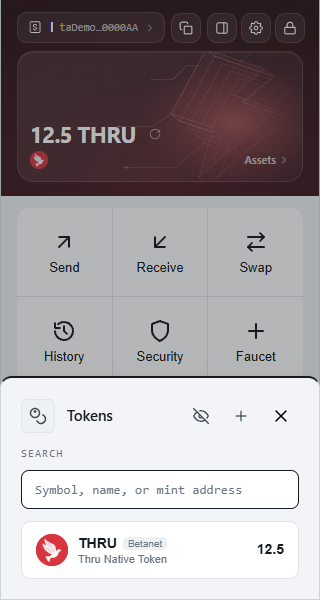 taDemo…0000AA
12.5 THRU
Assets
Send
Receive
Swap
History
Security
Faucet
Tokens
SEARCH
Symbol, name, or mint address
THRU Betanet
Thru Native Token
12.5